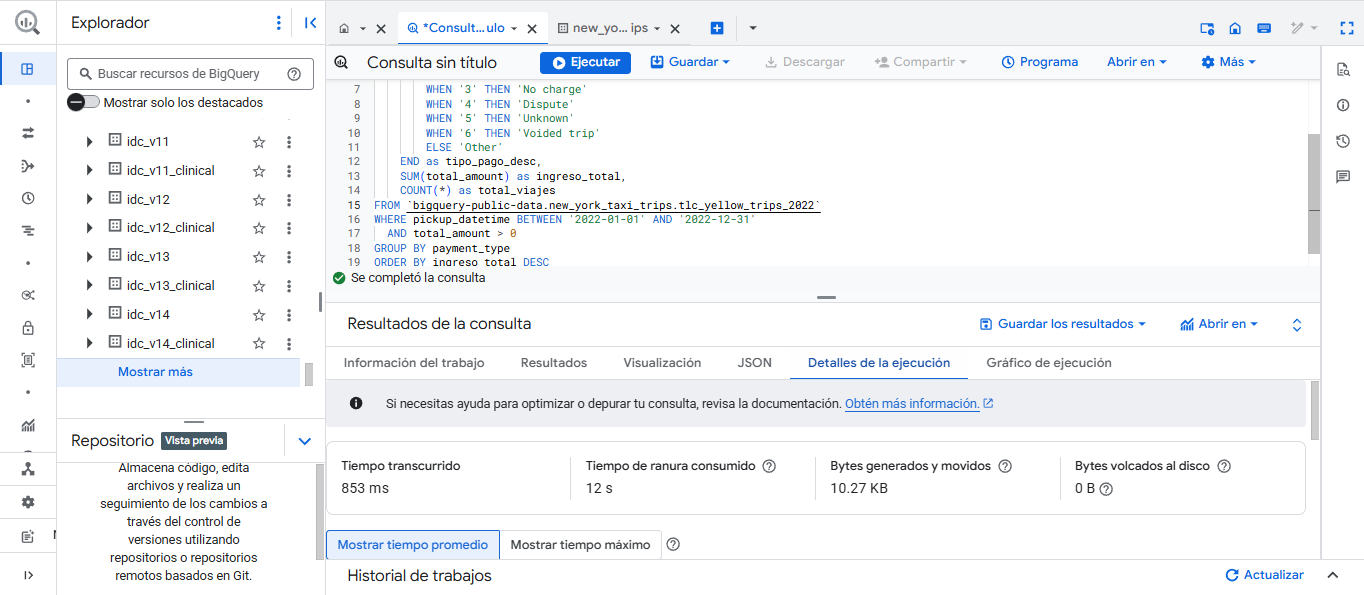 Explorador
*Consult...ulo
new_yo... ips
Buscar recursos de BigQuery
Mostrar solo los destacados
idc_v11
idc_v11_clinical
idc_v12
idc_v12_clinical
idc_v13
idc_v13_clinical
idc_v14
idc_v14_clinical
Mostrar más
Repositorio Vista previa
Almacena código, edita
archivos y realiza un
seguimiento de los cambios a
través del control de
versiones utilizando
repositorios o repositorios
remotos basados en Git.
Consulta sin título
Ejecutar
Guardar
Descargar
Compartir
Programa
Abrir en
Más
7 WHEN '3' THEN 'No charge'
8 WHEN '4' THEN 'Dispute'
9 WHEN '5' THEN 'Unknown'
10 WHEN '6' THEN 'Voided trip'
11 ELSE 'Other'
12 END as tipo_pago_desc,
13 SUM(total_amount) as ingreso_total,
14 COUNT(*) as total_viajes
15 FROM `bigquery-public-data.new_york_taxi_trips.tlc_yellow_trips_2022`
16 WHERE pickup_datetime BETWEEN '2022-01-01' AND '2022-12-31'
17 AND total_amount > 0
18 GROUP BY payment_type
19 ORDER BY ingreso_total DESC
Se completó la consulta
Resultados de la consulta
Guardar los resultados
Abrir en
Información del trabajo
Resultados
Visualización
JSON
Detalles de la ejecución
Gráfico de ejecución
Si necesitas ayuda para optimizar o depurar tu consulta, revisa la documentación. Obtén más información.
Tiempo transcurrido
853 ms
Tiempo de ranura consumido
12 s
Bytes generados y movidos
10.27 KB
Bytes volcados al disco
0 B
Mostrar tiempo promedio
Mostrar tiempo máximo
Historial de trabajos
Actualizar